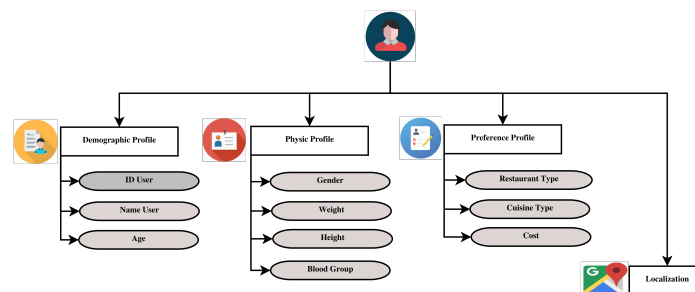 Demographic Profile
ID User
Name User
Age
Physic Profile
Gender
Weight
Height
Blood Group
Preference Profile
Restaurant Type
Cuisine Type
Cost
G
Localization